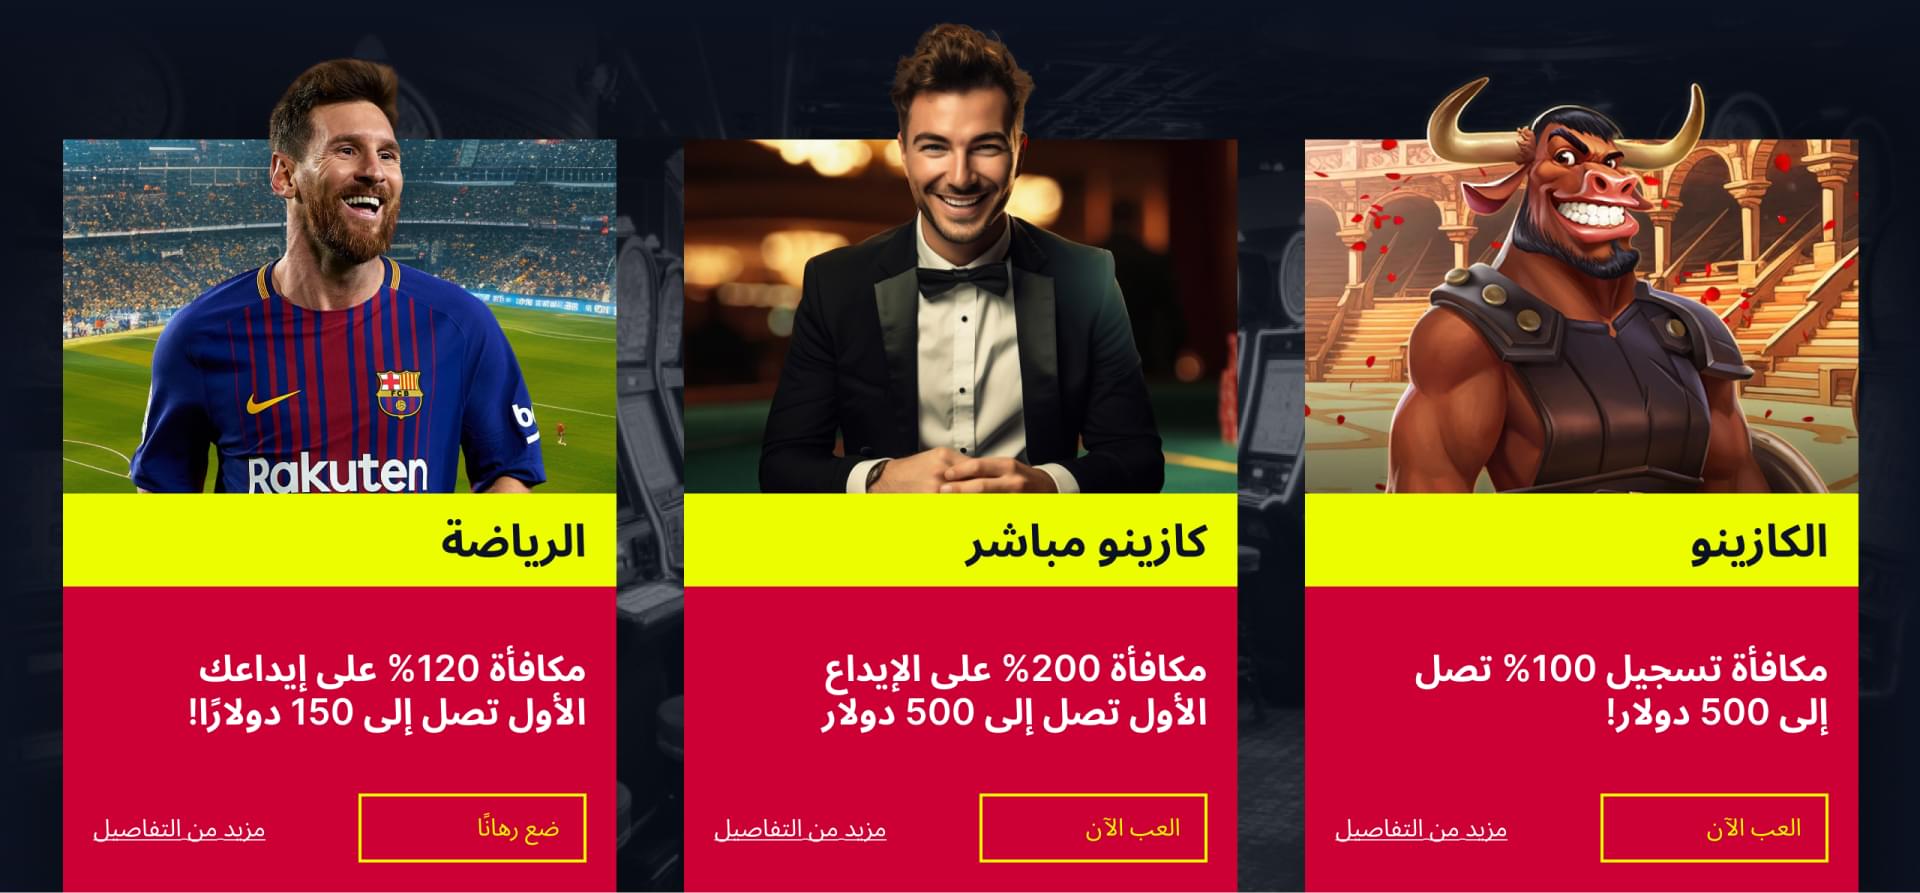 الكازينو
مكافأة تسجيل 100% تصل
إلى 500 دولار!
العب الآن
مزيد من التفاصيل
كازينو مباشر
مكافأة 200% على الإيداع
الأول تصل إلى 500 دولار
العب الآن
مزيد من التفاصيل
FCB
Rakuten
الرياضة
مكافأة 120% على إيداعك
الأول تصل إلى 150 دولارًا!
ضع رهانًا
مزيد من التفاصيل